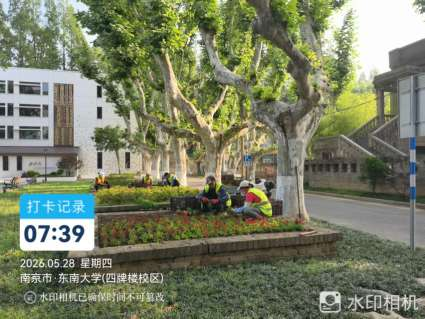 打卡记录
07:39
2026.05.28 星期四
南京市·东南大学(四牌楼校区)
水印相机已确保时间不可篡改
水印相机